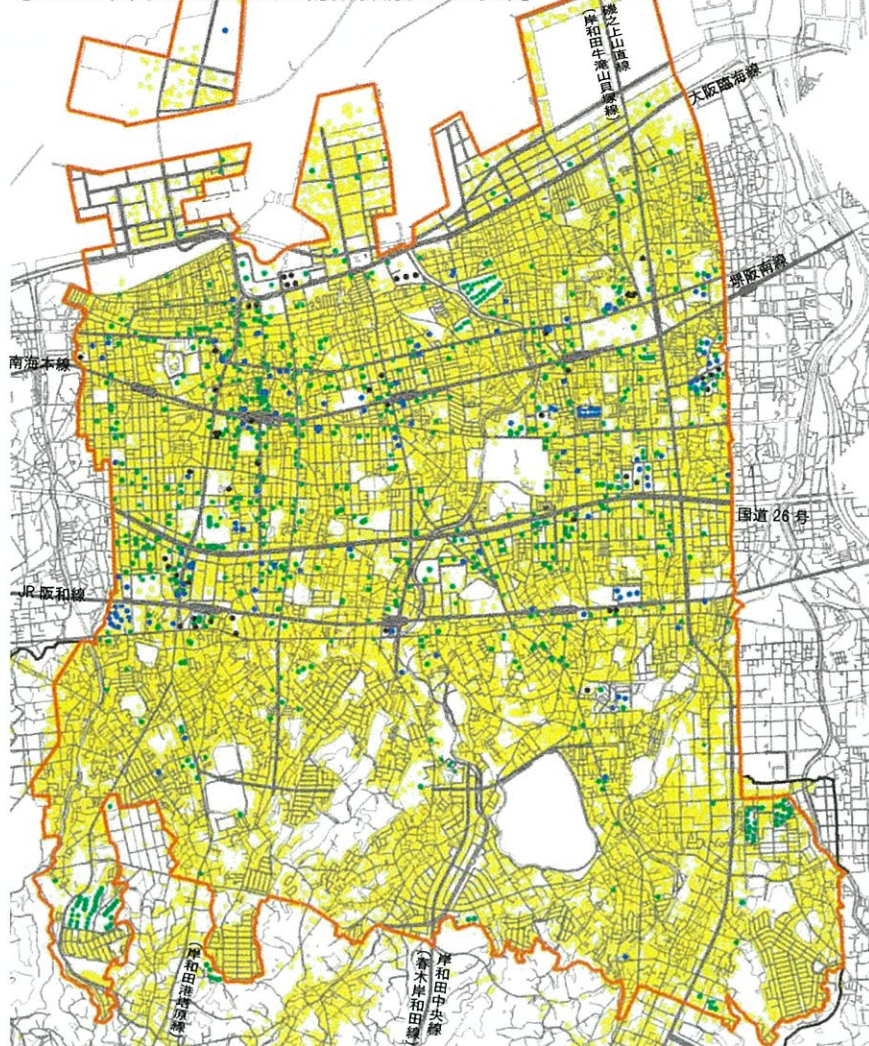 磯之上山直線
(岸和田牛滝山貝塚線)
大阪臨海線
堺阪南線
南海本線
国道26号
JR阪和線
(岸和田港塔原線)
岸和田中央線
(春木岸和田線)